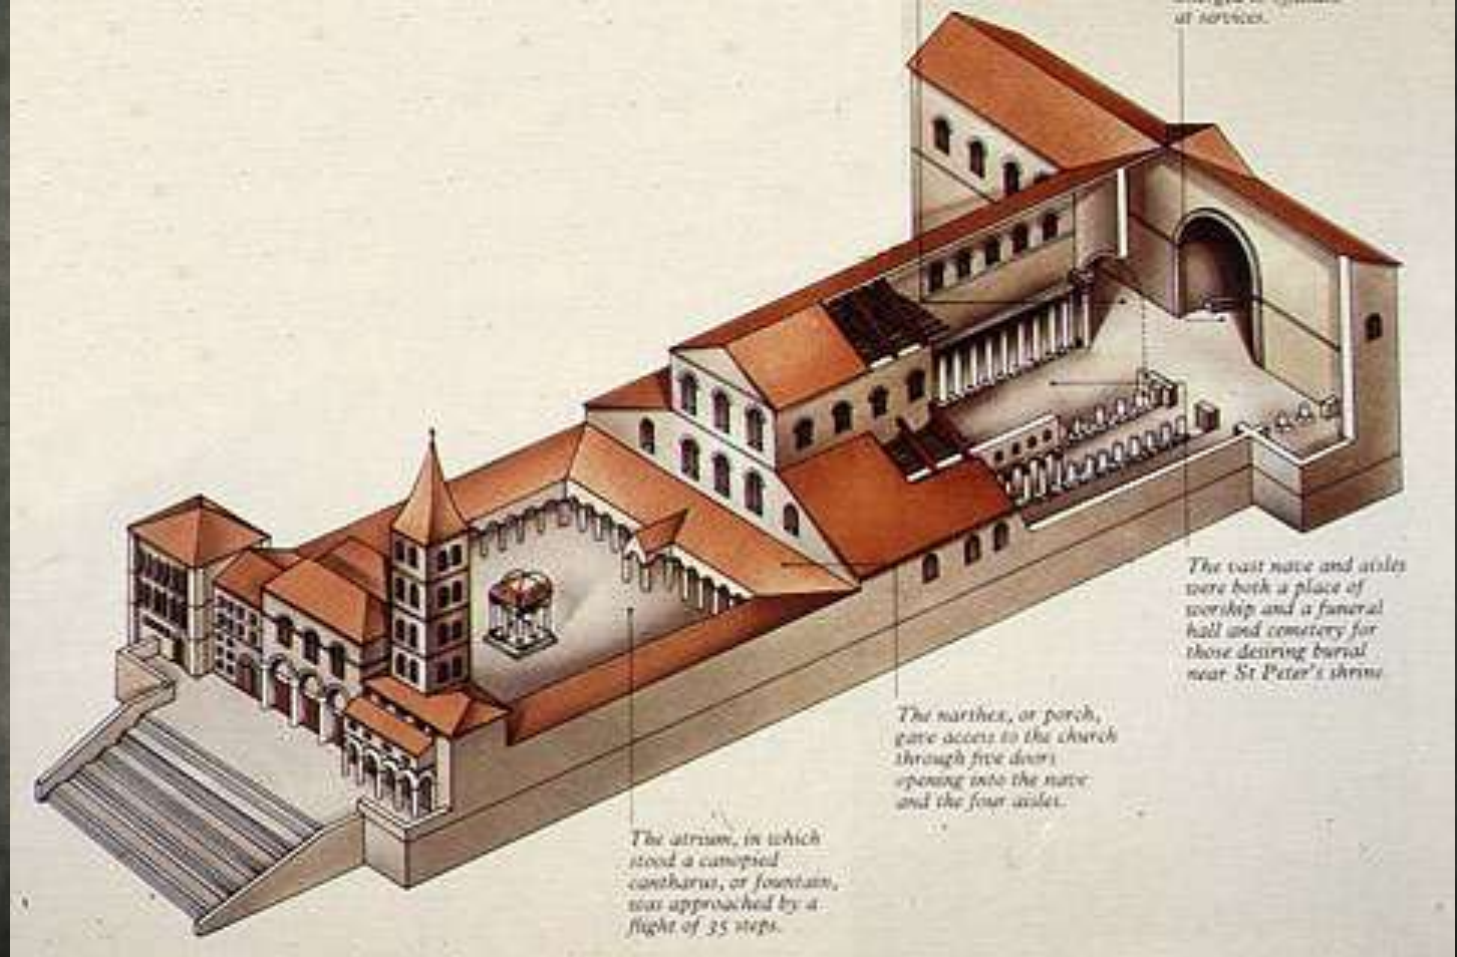 at services.
The vast nave and aisles
were both a place of
worship and a funeral
hall and cemetery for
those desiring burial
near St Peter's shrine.
The narthex, or porch,
gave access to the church
through five doors
opening into the nave
and the four aisles.
The atrium, in which
stood a canopied
cantharus, or fountain,
was approached by a
flight of 35 steps.